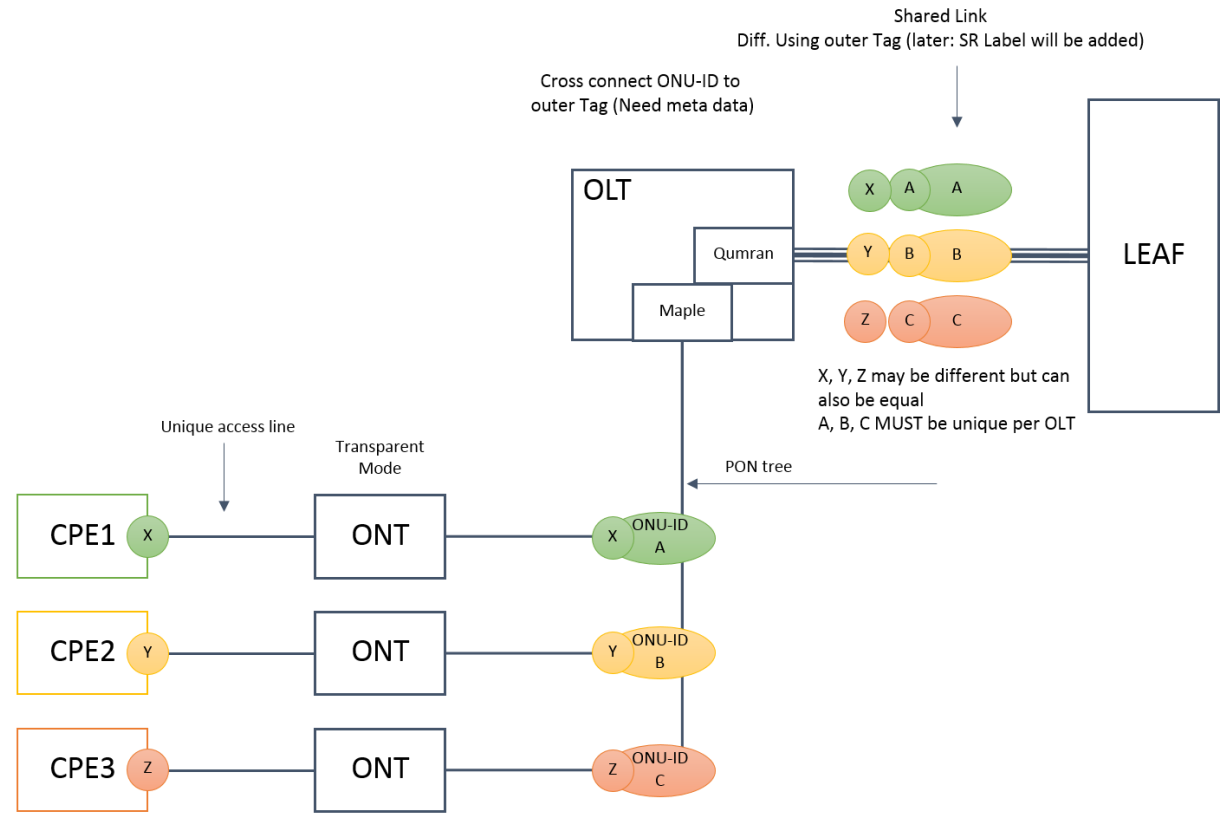 Shared Link
Diff. Using outer Tag (later: SR Label will be added)
Cross connect ONU-ID to
outer Tag (Need meta data)
OLT
Qumran
Maple
X A A
Y B B
Z C C
LEAF
X, Y, Z may be different but can
also be equal
A, B, C MUST be unique per OLT
Unique access line
Transparent
Mode
PON tree
CPE1
X
ONT
X
ONU-ID
A
CPE2
Y
ONT
Y
ONU-ID
B
CPE3
Z
ONT
Z
ONU-ID
C